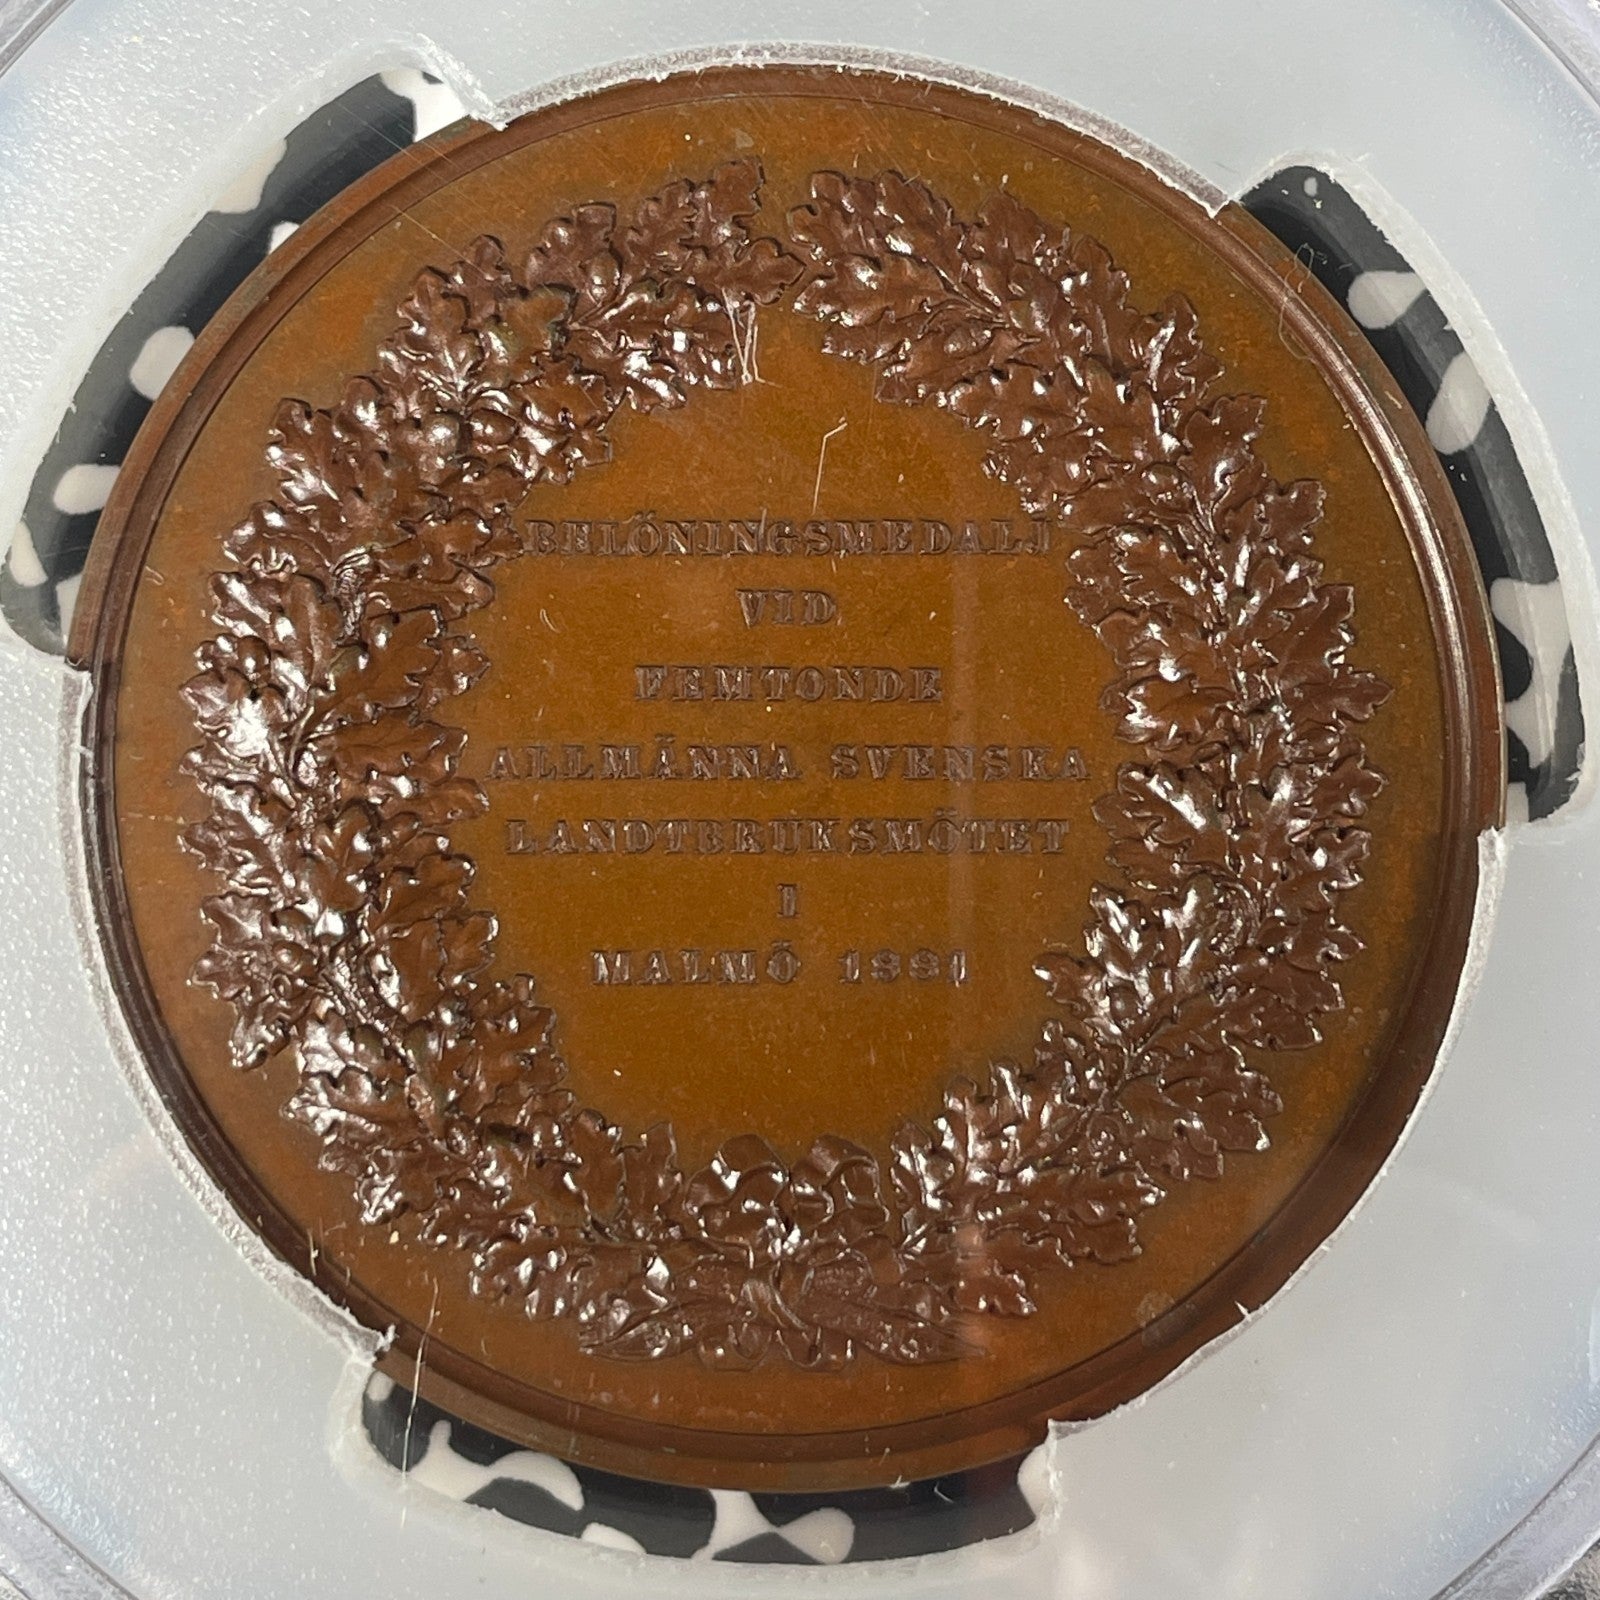 BELÖNINGSMEDALJ
VID
FEMTONDE
ALLMÄNNA SVENSKA
LANDTBRUKSMÖTET
I
MALMÖ 1881